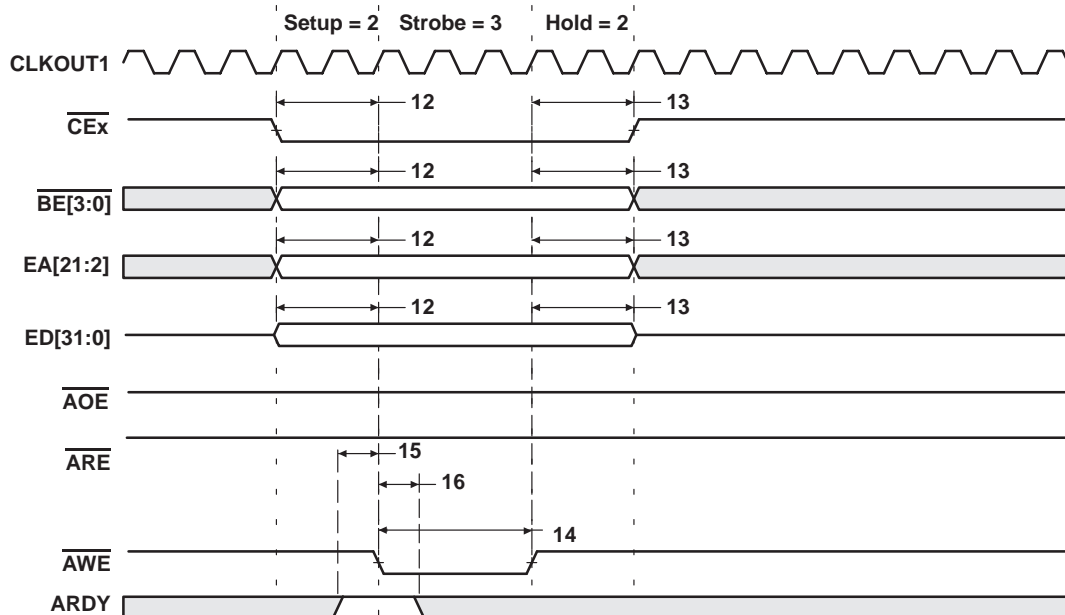 Setup = 2 Strobe = 3 Hold = 2
CLKOUT1
12 13
CEx
12 13
BE[3:0]
12 13
EA[21:2]
12 13
ED[31:0]
AOE
15
ARE
16
14
AWE
ARDY